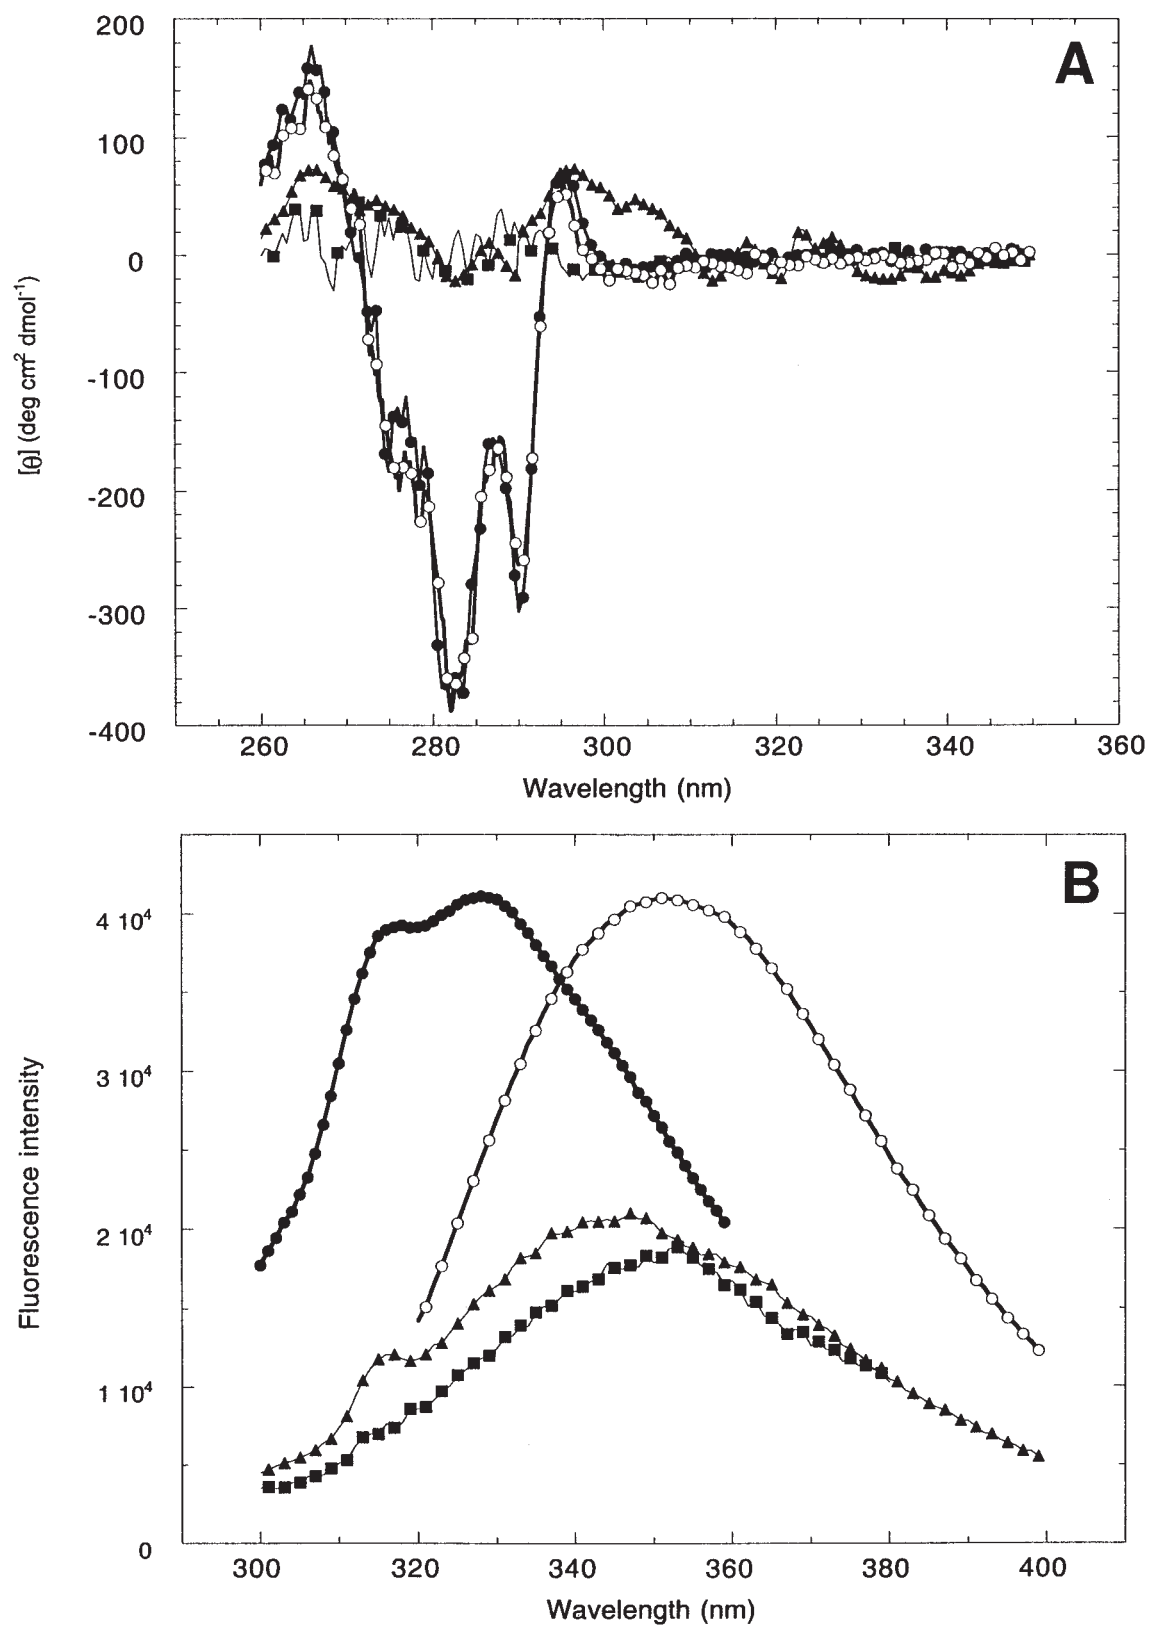 A
200
100
0
-100
-200
-300
-400
[θ] (deg cm² dmol⁻¹)
260 280 300 320 340 360
Wavelength (nm)
B
4 10⁴
3 10⁴
2 10⁴
1 10⁴
0
Fluorescence intensity
300 320 340 360 380 400
Wavelength (nm)